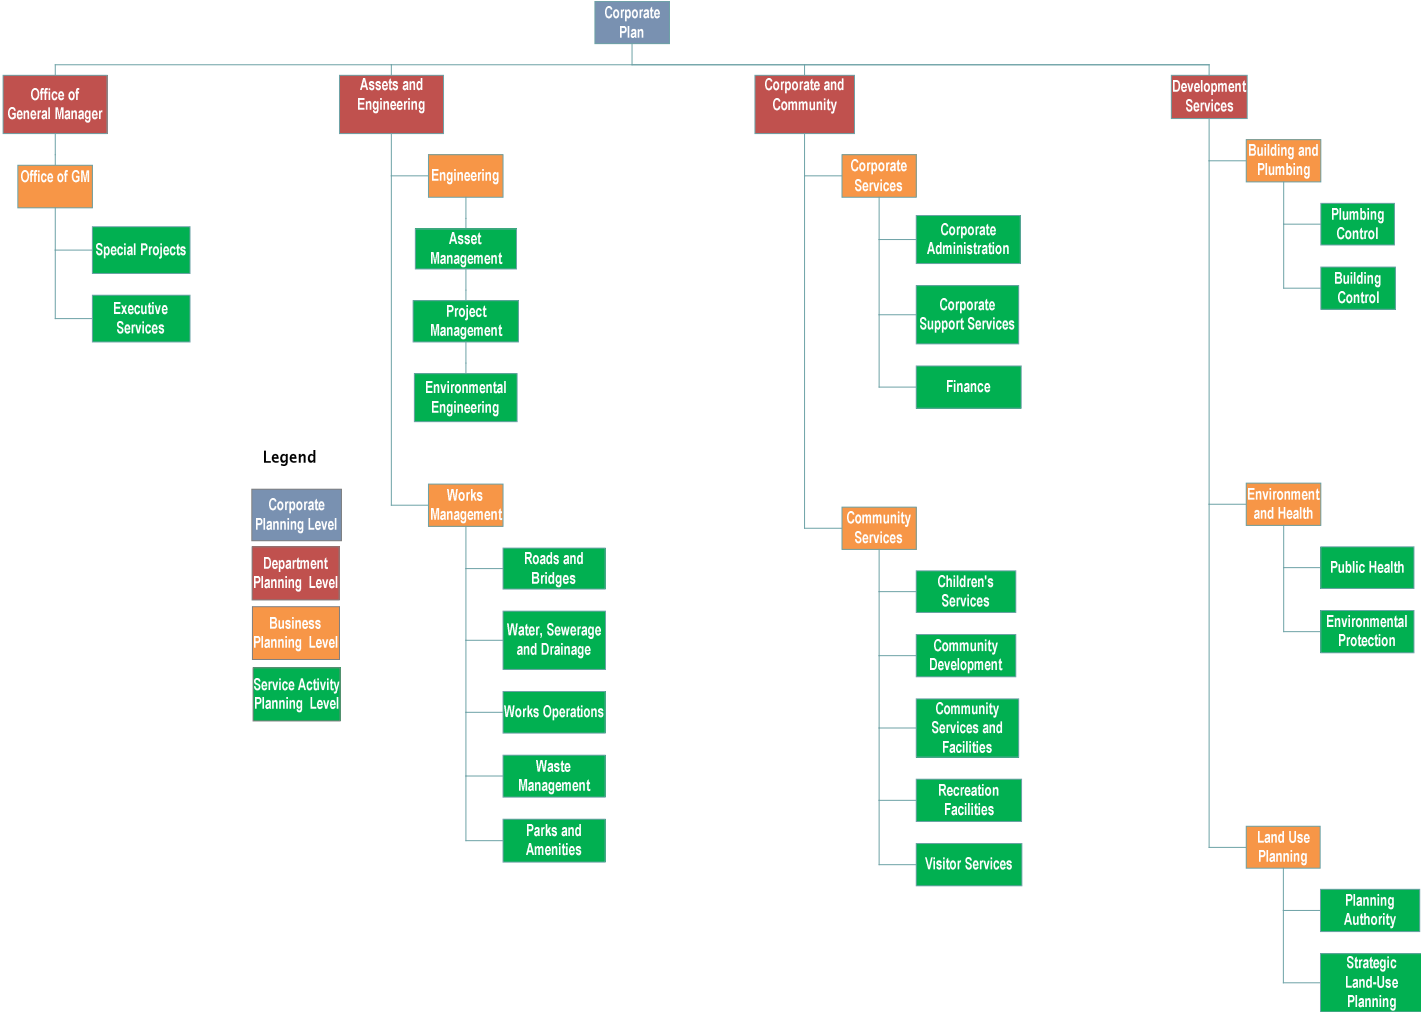 Corporate
Plan
Office of
General Manager
Office of GM
Special Projects
Executive
Services
Assets and
Engineering
Engineering
Asset
Management
Project
Management
Environmental
Engineering
Works
Management
Roads and
Bridges
Water, Sewerage
and Drainage
Works Operations
Waste
Management
Parks and
Amenities
Corporate and
Community
Corporate
Services
Corporate
Administration
Corporate
Support Services
Finance
Community
Services
Children's
Services
Community
Development
Community
Services and
Facilities
Recreation
Facilities
Visitor Services
Development
Services
Building and
Plumbing
Plumbing
Control
Building
Control
Environment
and Health
Public Health
Environmental
Protection
Land Use
Planning
Planning
Authority
Strategic
Land-Use
Planning
Legend
Corporate
Planning Level
Department
Planning Level
Business
Planning Level
Service Activity
Planning Level